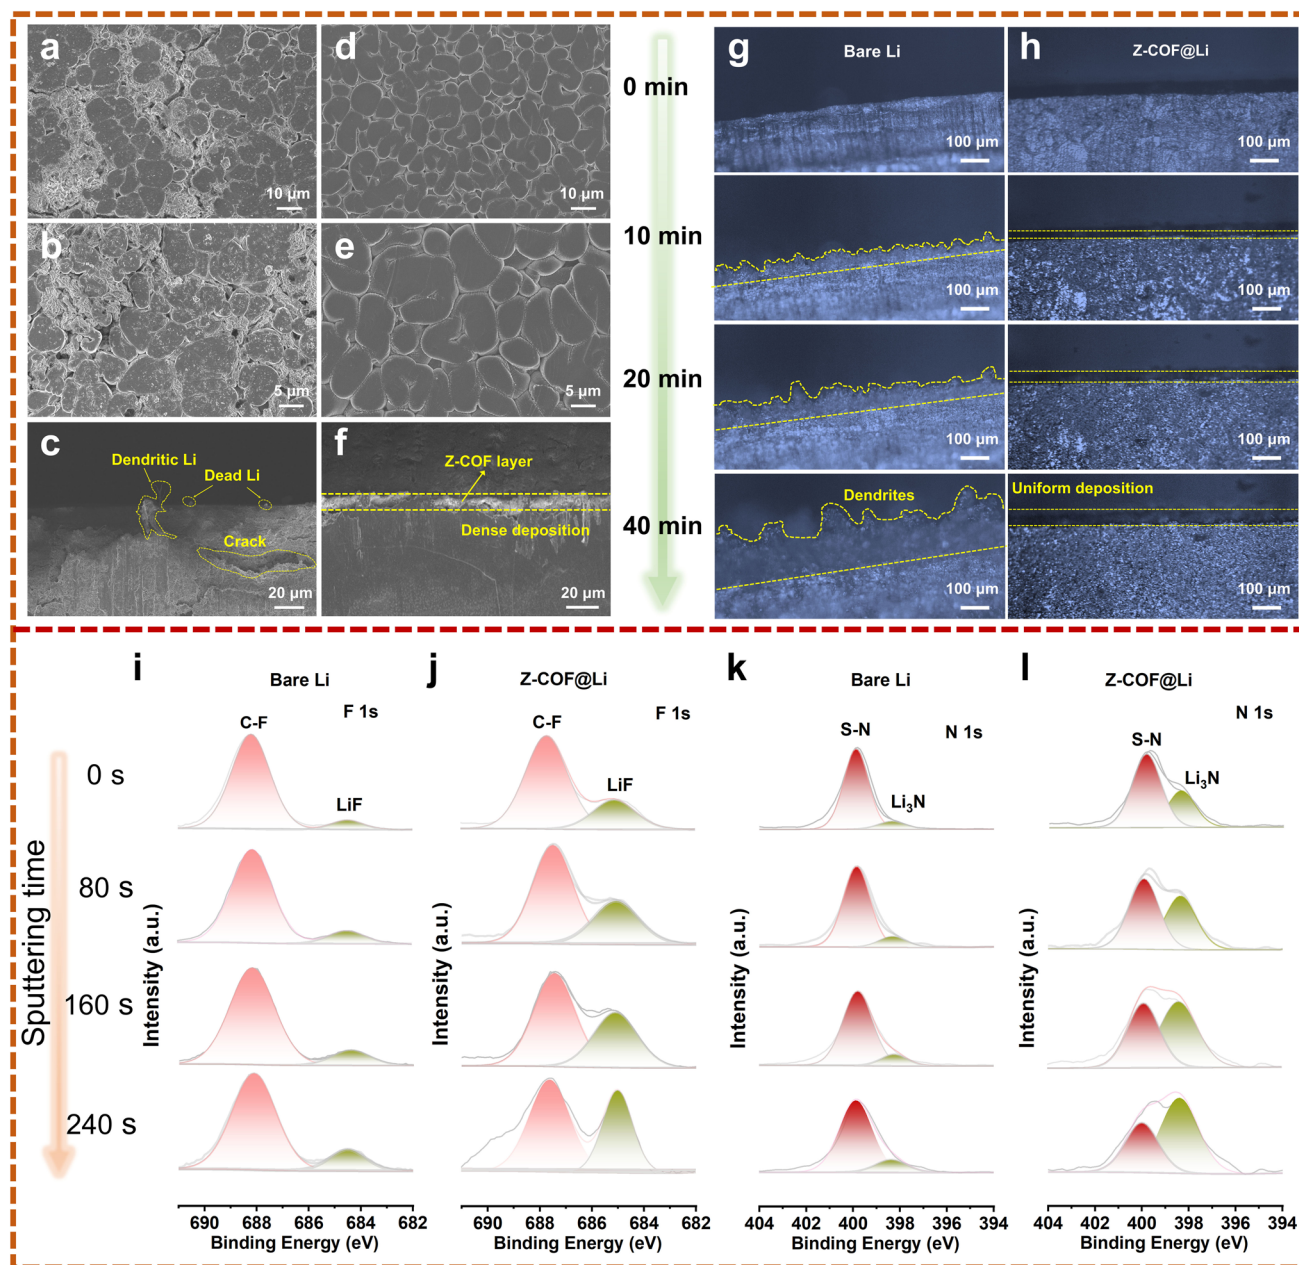 a
10 μm
d
10 μm
b
5 μm
e
5 μm
c
Dendritic Li
Dead Li
Crack
20 μm
f
Z-COF layer
Dense deposition
20 μm
0 min
10 min
20 min
40 min
g
Bare Li
100 μm
h
Z-COF@Li
100 μm
100 μm
100 μm
100 μm
100 μm
Dendrites
100 μm
Uniform deposition
100 μm
Sputtering time
0 s
80 s
160 s
240 s
i
Bare Li
F 1s
C-F
LiF
Intensity (a.u.)
690 688 686 684 682
Binding Energy (eV)
j
Z-COF@Li
F 1s
C-F
LiF
Intensity (a.u.)
690 688 686 684 682
Binding Energy (eV)
k
Bare Li
N 1s
S-N
Li₃N
Intensity (a.u.)
404 402 400 398 396 394
Binding Energy (eV)
l
Z-COF@Li
N 1s
S-N
Li₃N
Intensity (a.u.)
404 402 400 398 396 394
Binding Energy (eV)